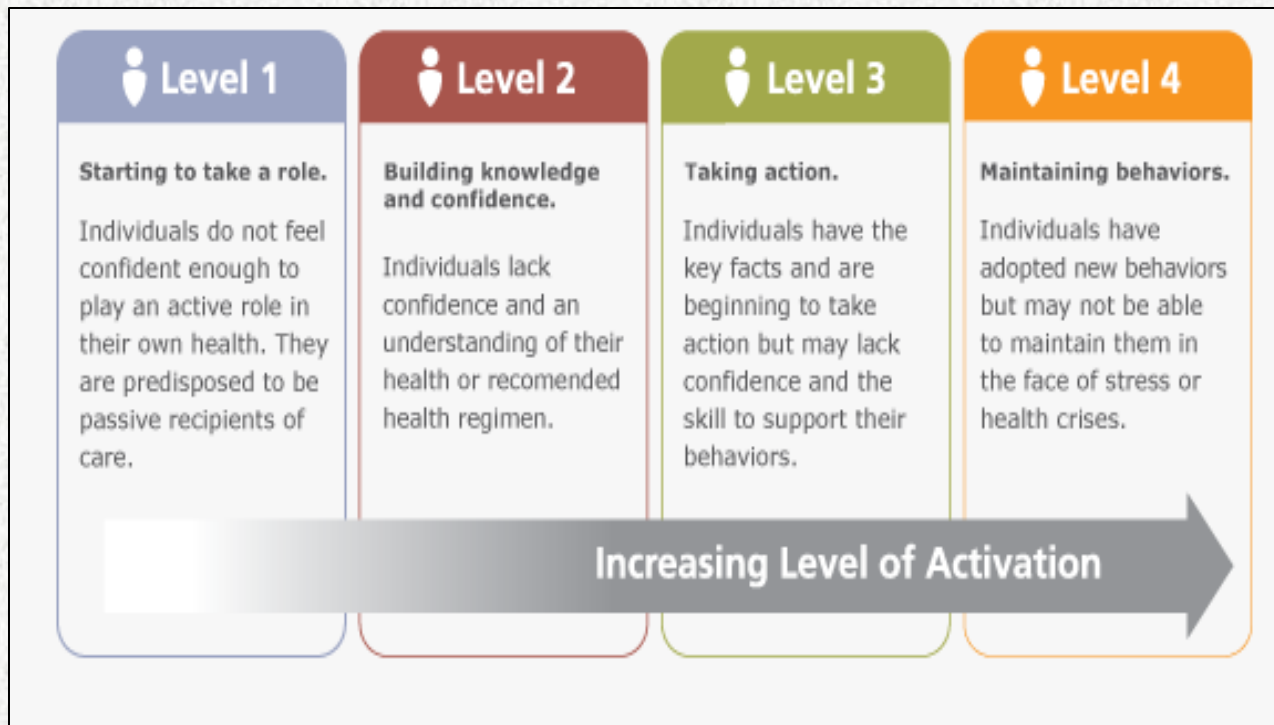 Level 1
Starting to take a role.
Individuals do not feel
confident enough to
play an active role in
their own health. They
are predisposed to be
passive recipients of
care.
Level 2
Building knowledge
and confidence.
Individuals lack
confidence and an
understanding of their
health or recomended
health regimen.
Level 3
Taking action.
Individuals have the
key facts and are
beginning to take
action but may lack
confidence and the
skill to support their
behaviors.
Level 4
Maintaining behaviors.
Individuals have
adopted new behaviors
but may not be able
to maintain them in
the face of stress or
health crises.
Increasing Level of Activation